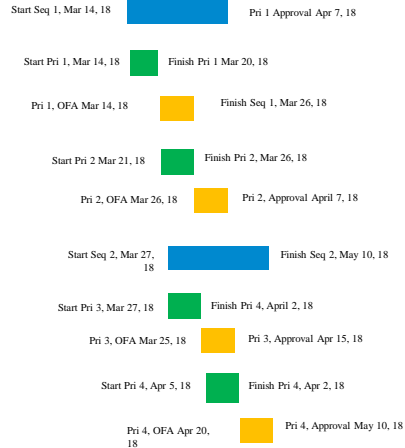 Start Seq 1, Mar 14, 18
Pri 1 Approval Apr 7, 18
Start Pri 1, Mar 14, 18
Finish Pri 1 Mar 20, 18
Pri 1, OFA Mar 14, 18
Finish Seq 1, Mar 26, 18
Start Pri 2 Mar 21, 18
Finish Pri 2, Mar 26, 18
Pri 2, OFA Mar 26, 18
Pri 2, Approval April 7, 18
Start Seq 2, Mar 27,
18
Finish Seq 2, May 10, 18
Start Pri 3, Mar 27, 18
Finish Pri 4, April 2, 18
Pri 3, OFA Mar 25, 18
Pri 3, Approval Apr 15, 18
Start Pri 4, Apr 5, 18
Finish Pri 4, Apr 2, 18
Pri 4, OFA Apr 20,
18
Pri 4, Approval May 10, 18